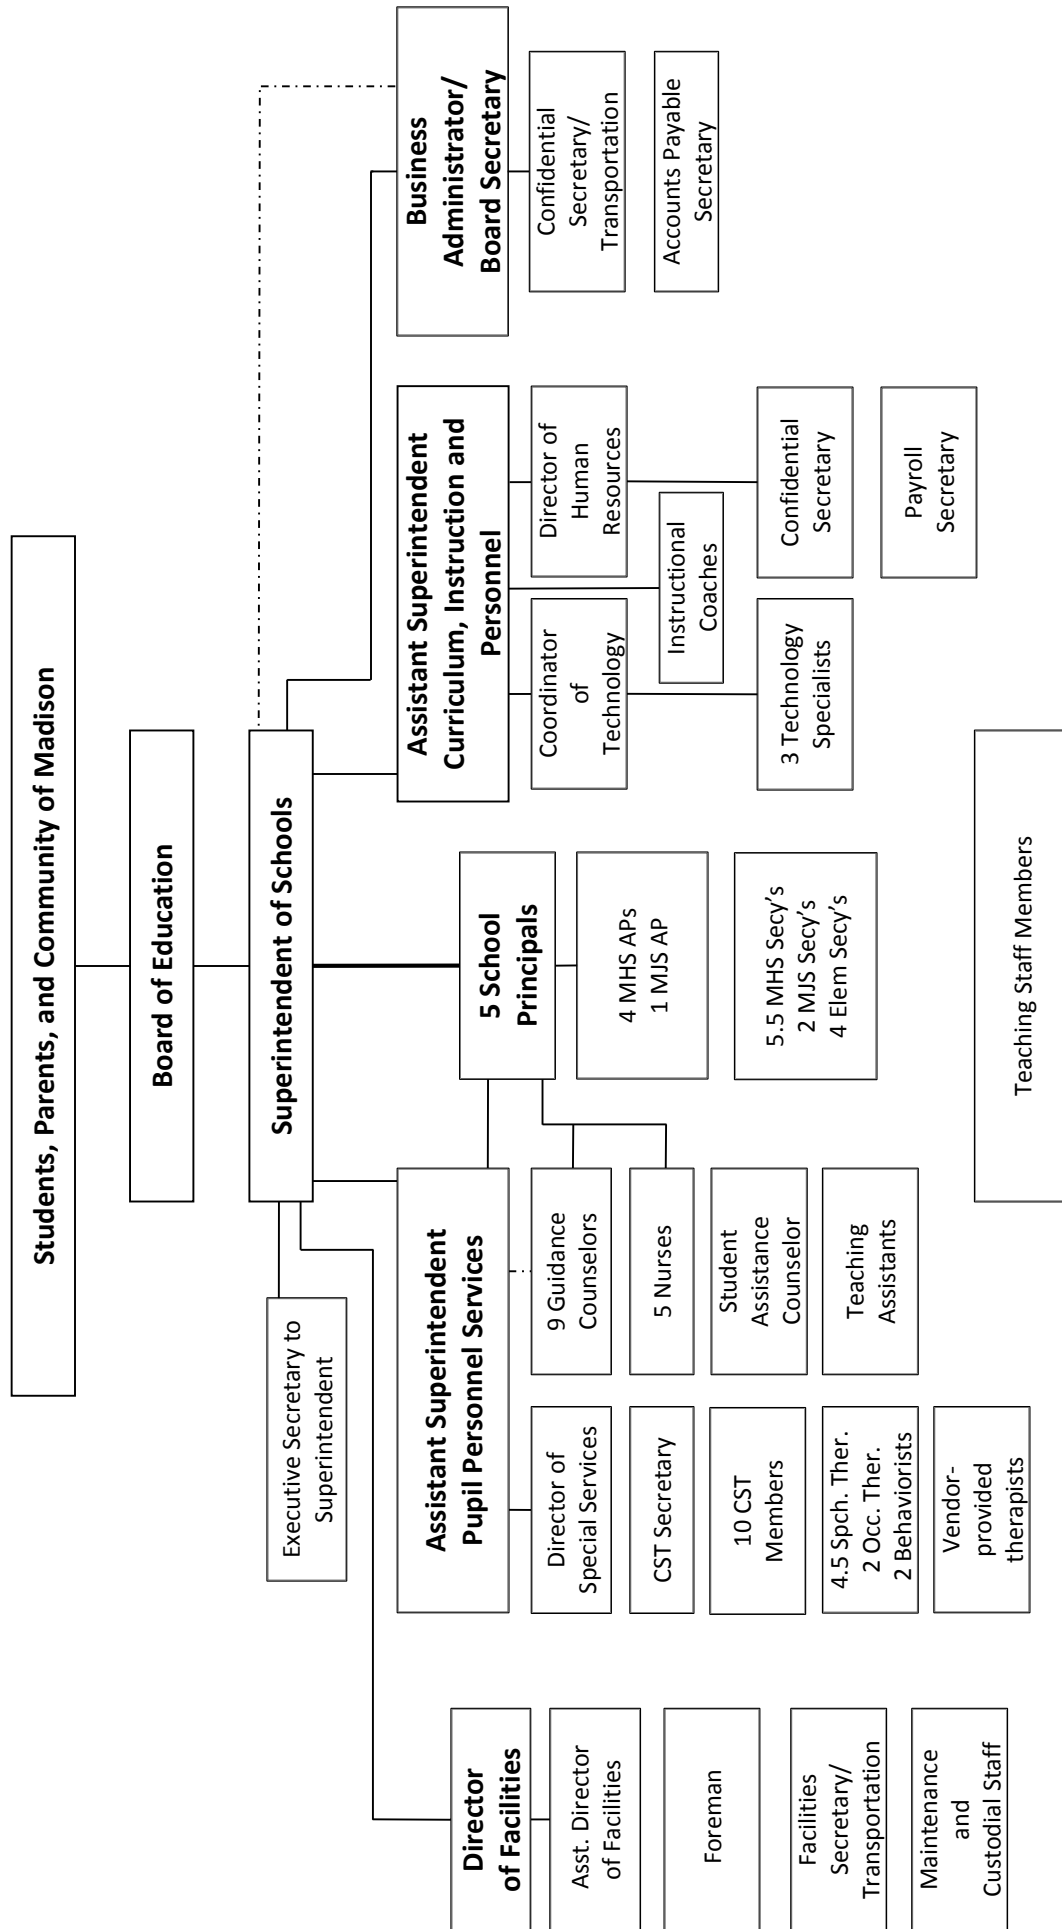 Students, Parents, and Community of Madison
Board of Education
Superintendent of Schools
Executive Secretary to
Superintendent
Director
of Facilities
Asst. Director
of Facilities
Foreman
Facilities
Secretary/
Transportation
Maintenance
and
Custodial Staff
Assistant Superintendent
Pupil Personnel Services
Director of
Special Services
CST Secretary
10 CST
Members
4.5 Spch. Ther.
2 Occ. Ther.
2 Behaviorists
Vendor-
provided
therapists
9 Guidance
Counselors
5 Nurses
Student
Assistance
Counselor
Teaching
Assistants
5 School
Principals
4 MHS APs
1 MJS AP
5.5 MHS Secy’s
2 MJS Secy’s
4 Elem Secy’s
Assistant Superintendent
Curriculum, Instruction and
Personnel
Coordinator
of
Technology
3 Technology
Specialists
Instructional
Coaches
Director of
Human
Resources
Confidential
Secretary
Payroll
Secretary
Business
Administrator/
Board Secretary
Confidential
Secretary/
Transportation
Accounts Payable
Secretary
Teaching Staff Members